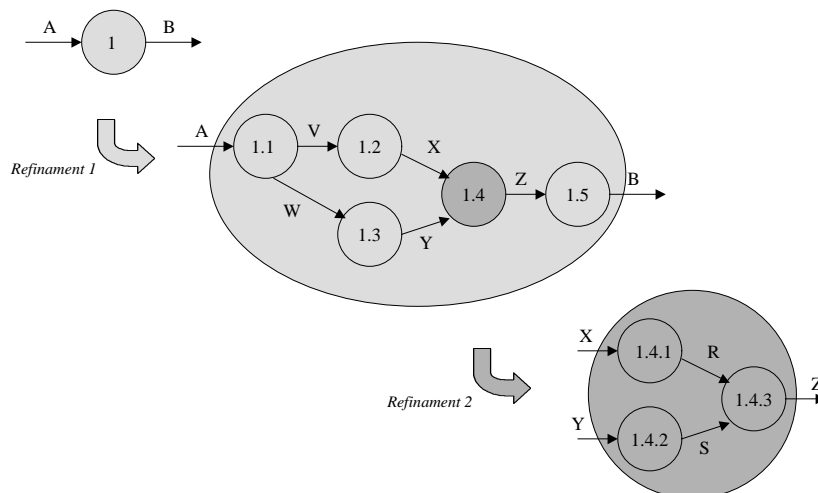 A
1
B
Refinament 1
A
1.1
V
1.2
X
W
1.3
Y
1.4
Z
1.5
B
Refinament 2
X
1.4.1
R
Y
1.4.2
S
1.4.3
Z